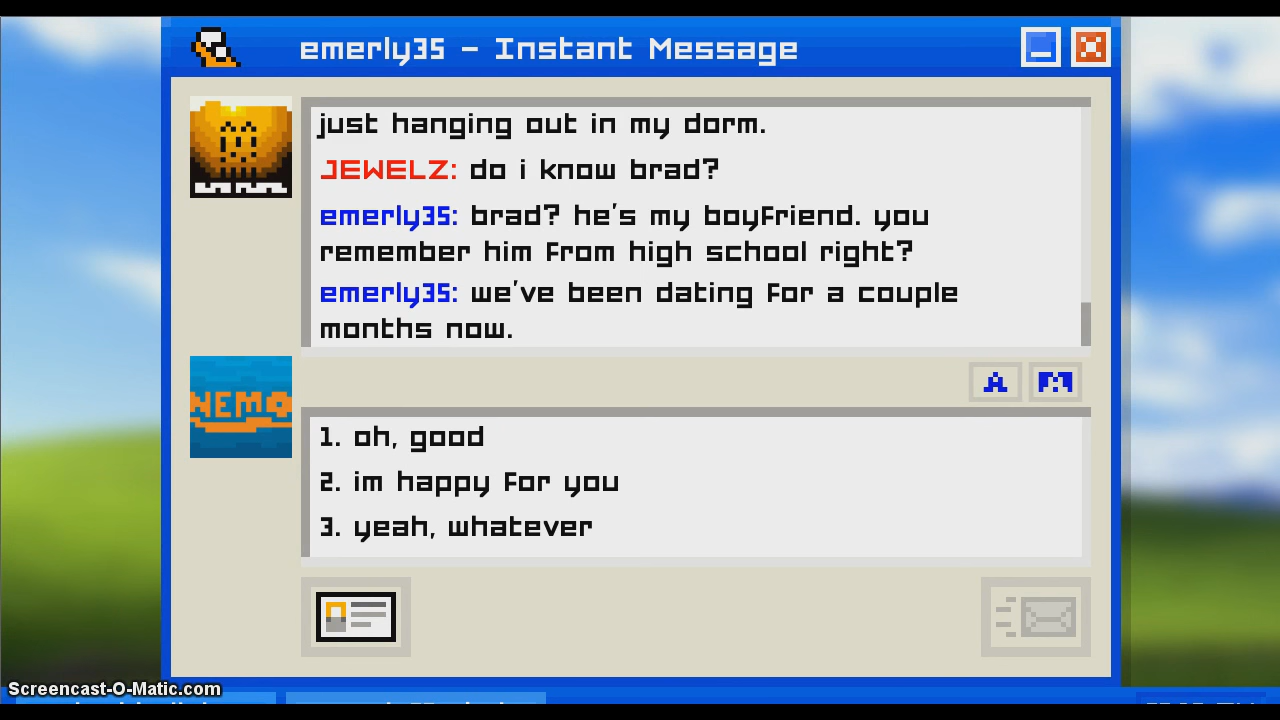 emerly35 - Instant Message
just hanging out in my dorm.
JEWELZ: do i know brad?
emerly35: brad? he's my boyfriend. you
remember him from high school right?
emerly35: we've been dating for a couple
months now.
NEMO
A M
1. oh, good
2. im happy for you
3. yeah, whatever
Screencast-O-Matic.com